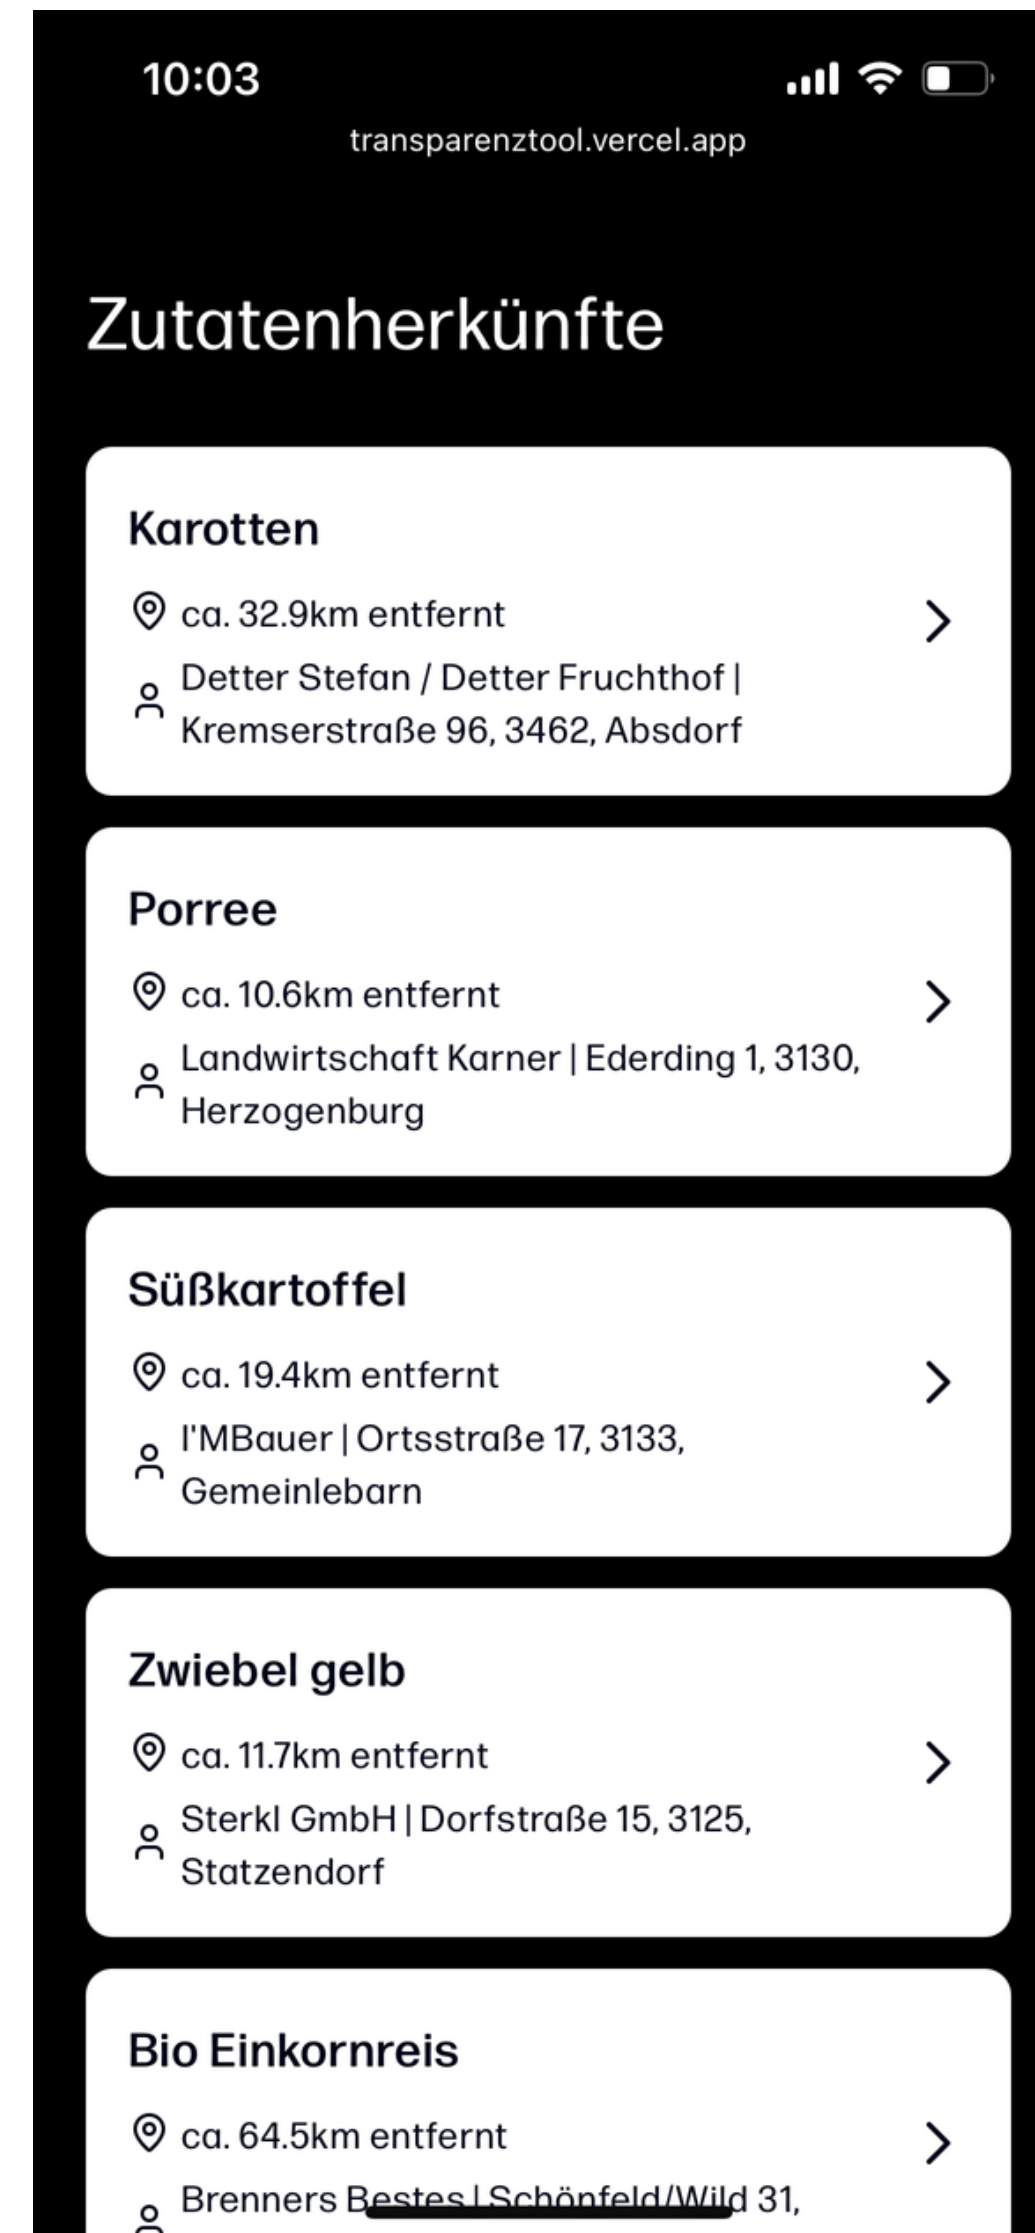 10:03
transparenztool.vercel.app
Zutatenherkünfte
Karotten
ca. 32.9km entfernt
Detter Stefan / Detter Fruchthof |
Kremserstraße 96, 3462, Absdorf
Porree
ca. 10.6km entfernt
Landwirtschaft Karner | Ederding 1, 3130,
Herzogenburg
Süßkartoffel
ca. 19.4km entfernt
I'MBauer | Ortsstraße 17, 3133,
Gemeinlebarn
Zwiebel gelb
ca. 11.7km entfernt
Sterkl GmbH | Dorfstraße 15, 3125,
Statzendorf
Bio Einkornreis
ca. 64.5km entfernt
Brenners Bestes | Schönfeld/Wild 31,